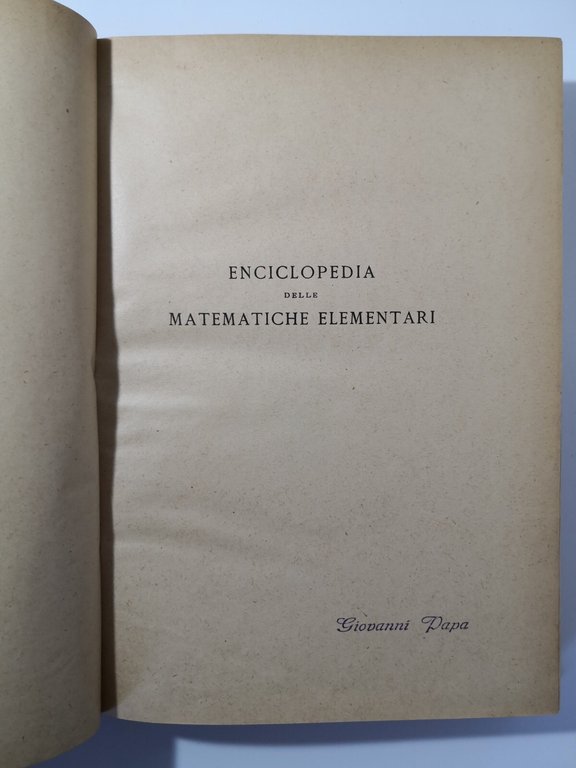 ENCICLOPEDIA
DELLE
MATEMATICHE ELEMENTARI
Giovanni Papa